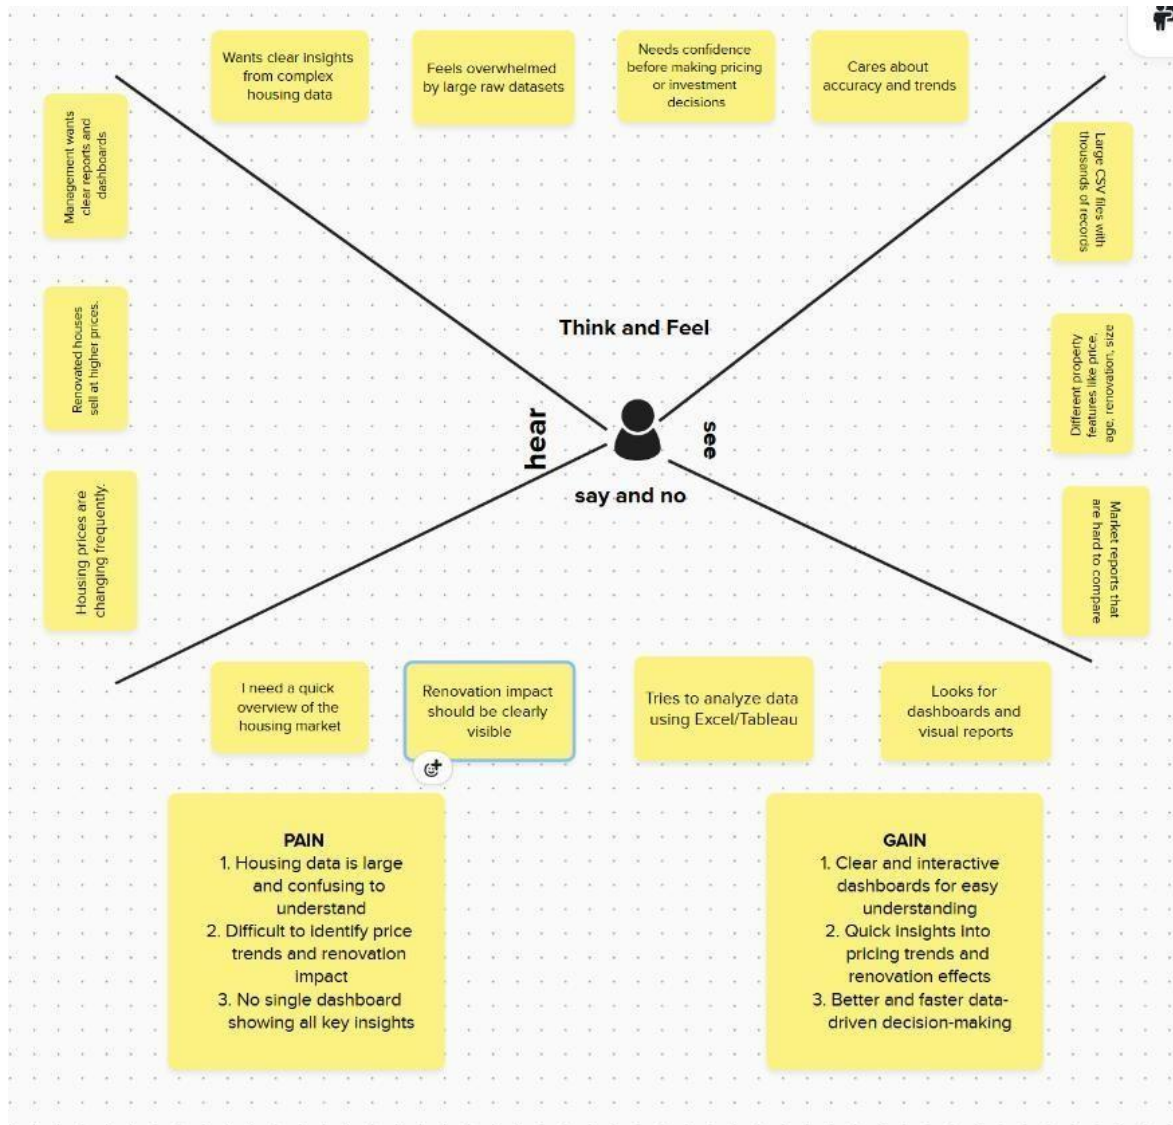 Wants clear insights
from complex
housing data
Feels overwhelmed
by large raw datasets
Needs confidence
before making pricing
or investment
decisions
Cares about
accuracy and trends
Management wants
clear reports and
dashboards
Renovated houses
sell at higher prices.
Housing prices are
changing frequently.
Think and Feel
hear
see
say and no
Large CSV files with
thousands of records
Different property
features like price,
age, renovation, size
Market reports that
are hard to compare
I need a quick
overview of the
housing market
Renovation impact
should be clearly
visible
Tries to analyze data
using Excel/Tableau
Looks for
dashboards and
visual reports
PAIN
1. Housing data is large
and confusing to
understand
2. Difficult to identify price
trends and renovation
impact
3. No single dashboard
showing all key insights
GAIN
1. Clear and interactive
dashboards for easy
understanding
2. Quick insights into
pricing trends and
renovation effects
3. Better and faster data-
driven decision-making